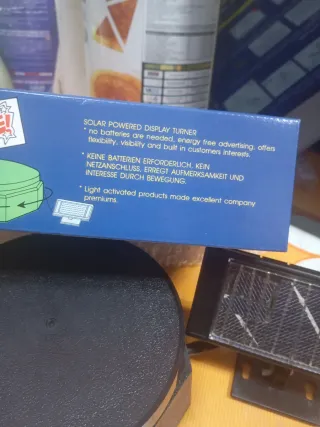 SOLAR POWERED DISPLAY TURNER
* no batteries are needed, energy free advertising, offers
flexibility, visibility and built in customers interests.
* KEINE BATTERIEN ERFORDERLICH. KEIN
NETZANSCHLUSS, ERREGT AUFMERKSAMKEIT UND
INTERESSE DURCH BEWEGUNG.
* Light activated products made excellent company
premiums.